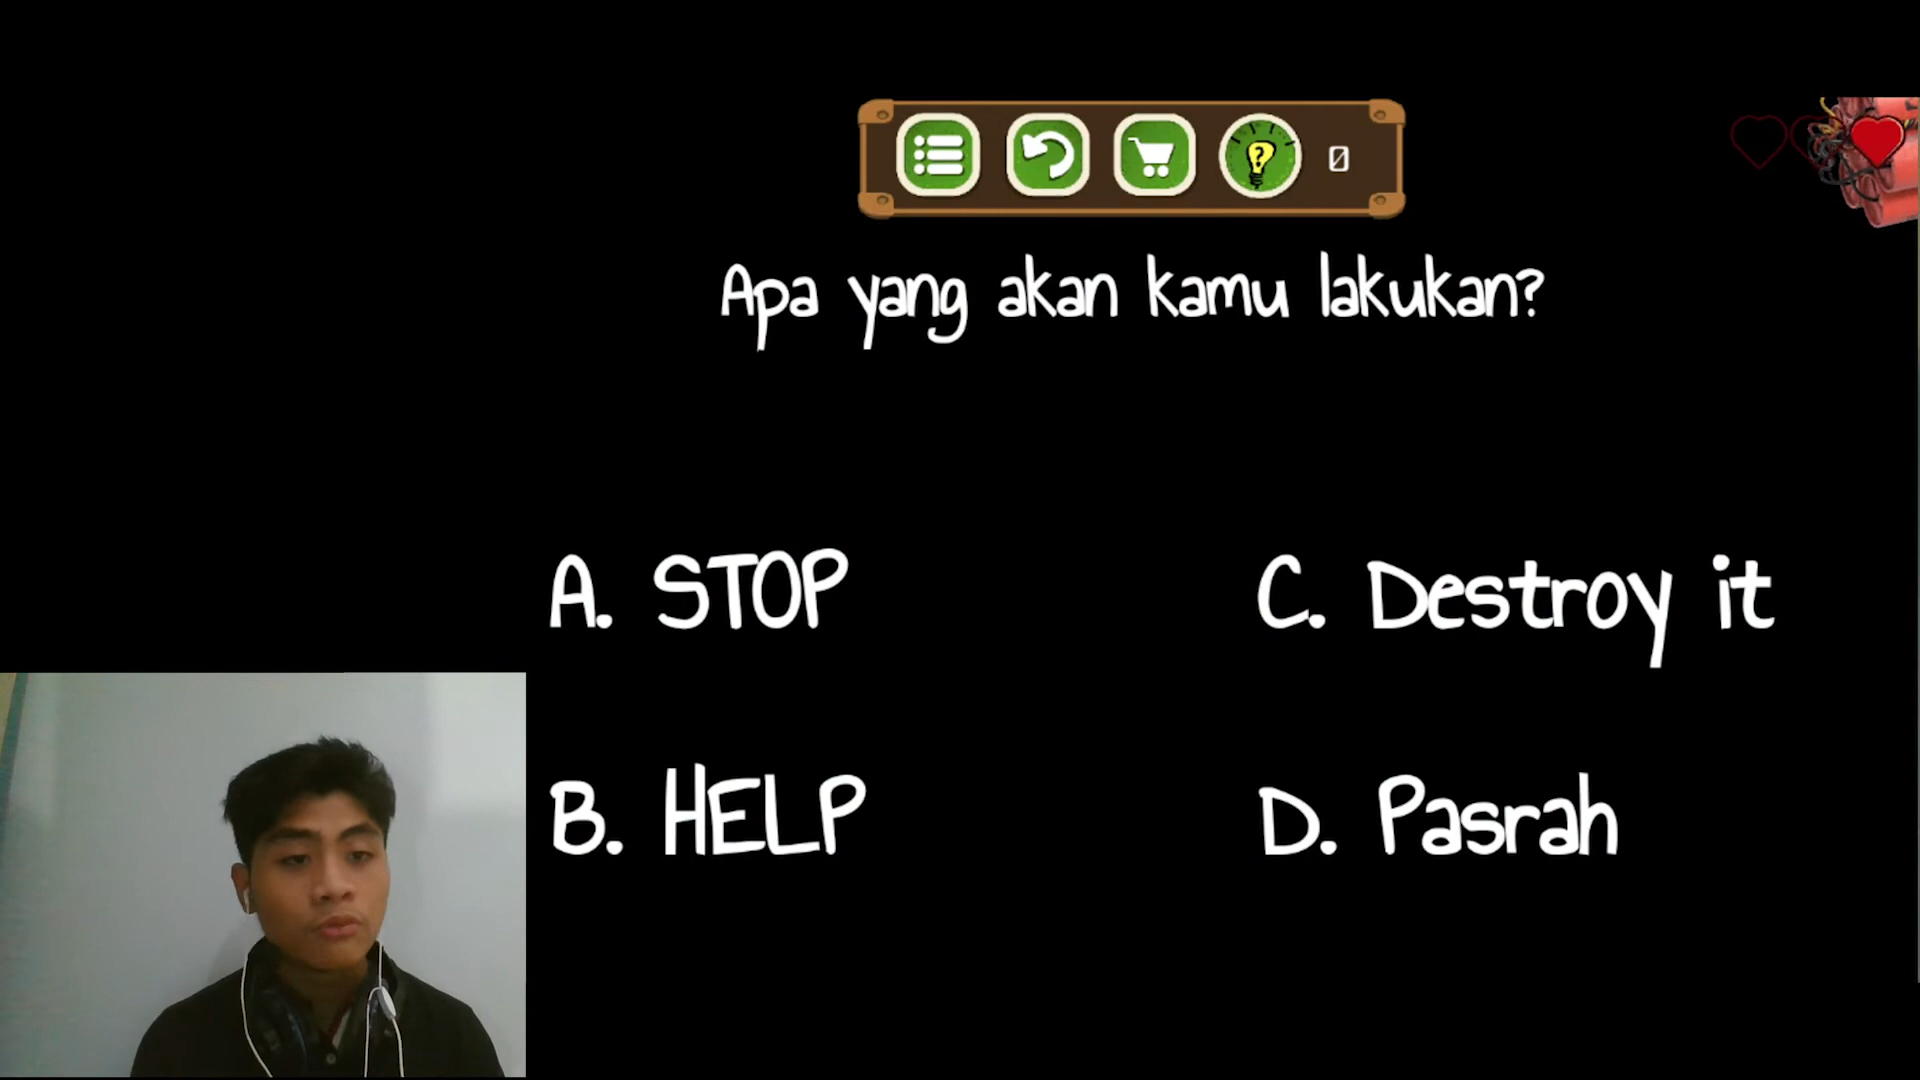 0
Apa yang akan kamu lakukan?
A. STOP
C. Destroy it
B. HELP
D. Pasrah